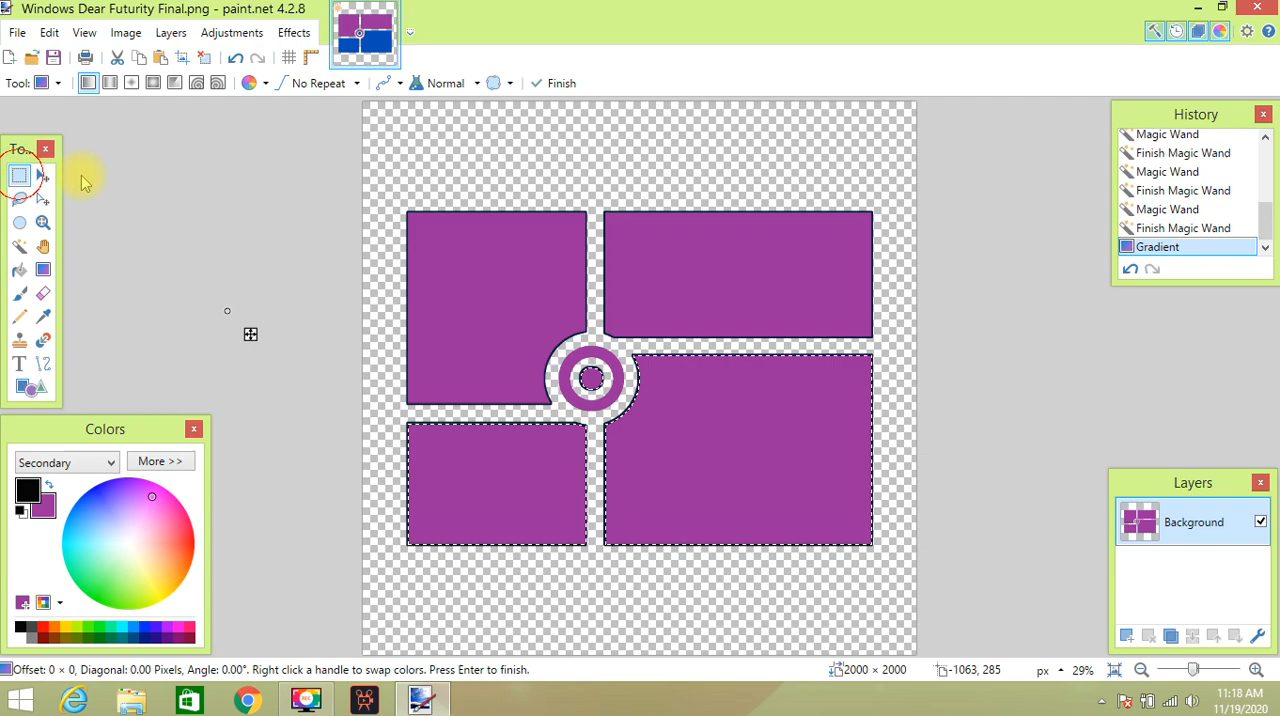 Windows Dear Futurity Final.png - paint.net 4.2.8
File Edit View Image Layers Adjustments Effects
Tool: No Repeat Normal Finish
To...
History
Magic Wand
Finish Magic Wand
Magic Wand
Finish Magic Wand
Magic Wand
Finish Magic Wand
Gradient
Colors
Secondary
More >>
Layers
Background
Offset: 0 × 0, Diagonal: 0.00 Pixels, Angle: 0.00°. Right click a handle to swap colors. Press Enter to finish.
2000 × 2000
-1063, 285
px
29%
REC
11:18 AM
11/19/2020